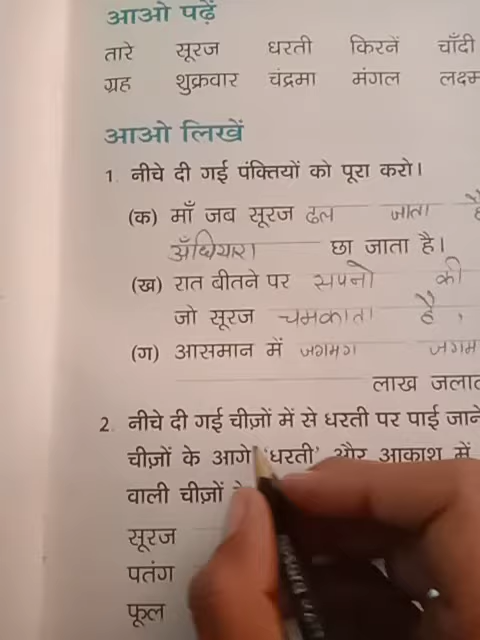 आओ पढ़ें
तारे सूरज धरती किरनें चाँदी
ग्रह शुक्रवार चंद्रमा मंगल
आओ लिखें
1. नीचे दी गई पंक्तियों को पूरा करो।
(क) माँ जब सूरज ढल जाता है
अँधियारा छा जाता है।
(ख) रात बीतने पर सपनो की
जो सूरज चमकाता है,
(ग) आसमान में जगमग जगम
लाख जलात
2. नीचे दी गई चीज़ों में से धरती पर पाई जाने
चीज़ों के आगे 'धरती' और आकाश में
वाली चीज़ों
सूरज
पतंग
फूल